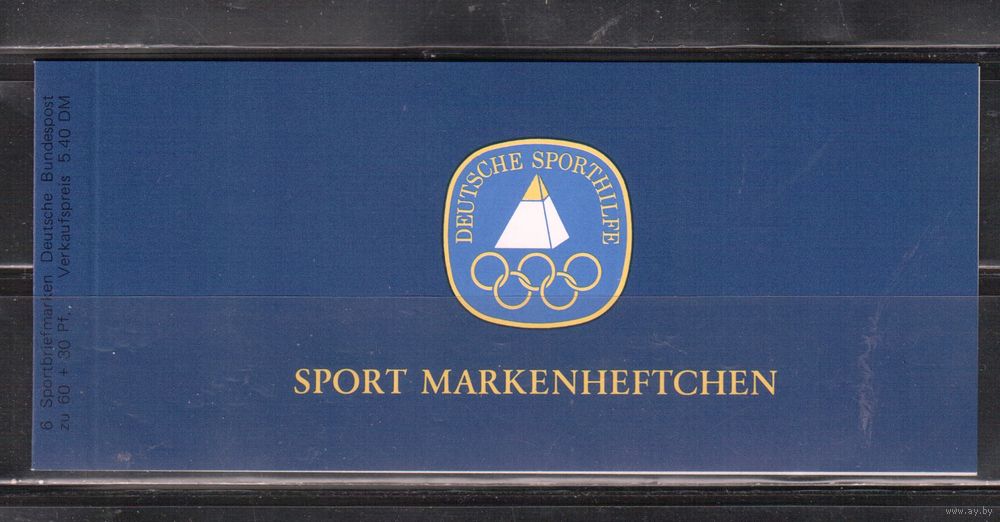 6 Sportbriefmarken Deutsche Bundespost
zu 60 + 30 Pf., Verkaufspreis 5.40 DM
DEUTSCHE SPORTHILFE
SPORT MARKENHEFTCHEN
www.ay.by